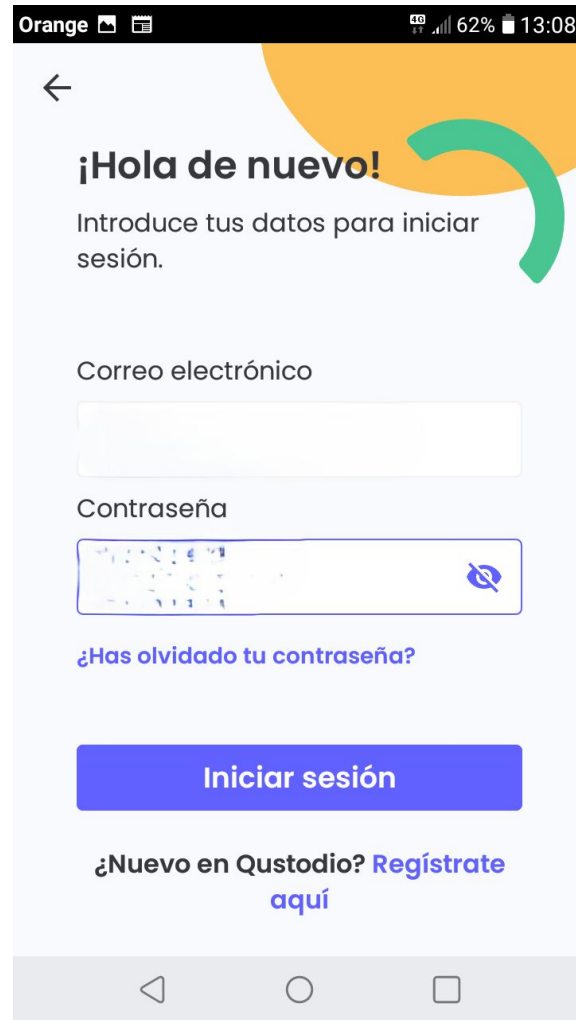 Orange 4G 62% 13:08
¡Hola de nuevo!
Introduce tus datos para iniciar
sesión.
Correo electrónico
Contraseña
¿Has olvidado tu contraseña?
Iniciar sesión
¿Nuevo en Qustodio? Regístrate
aquí